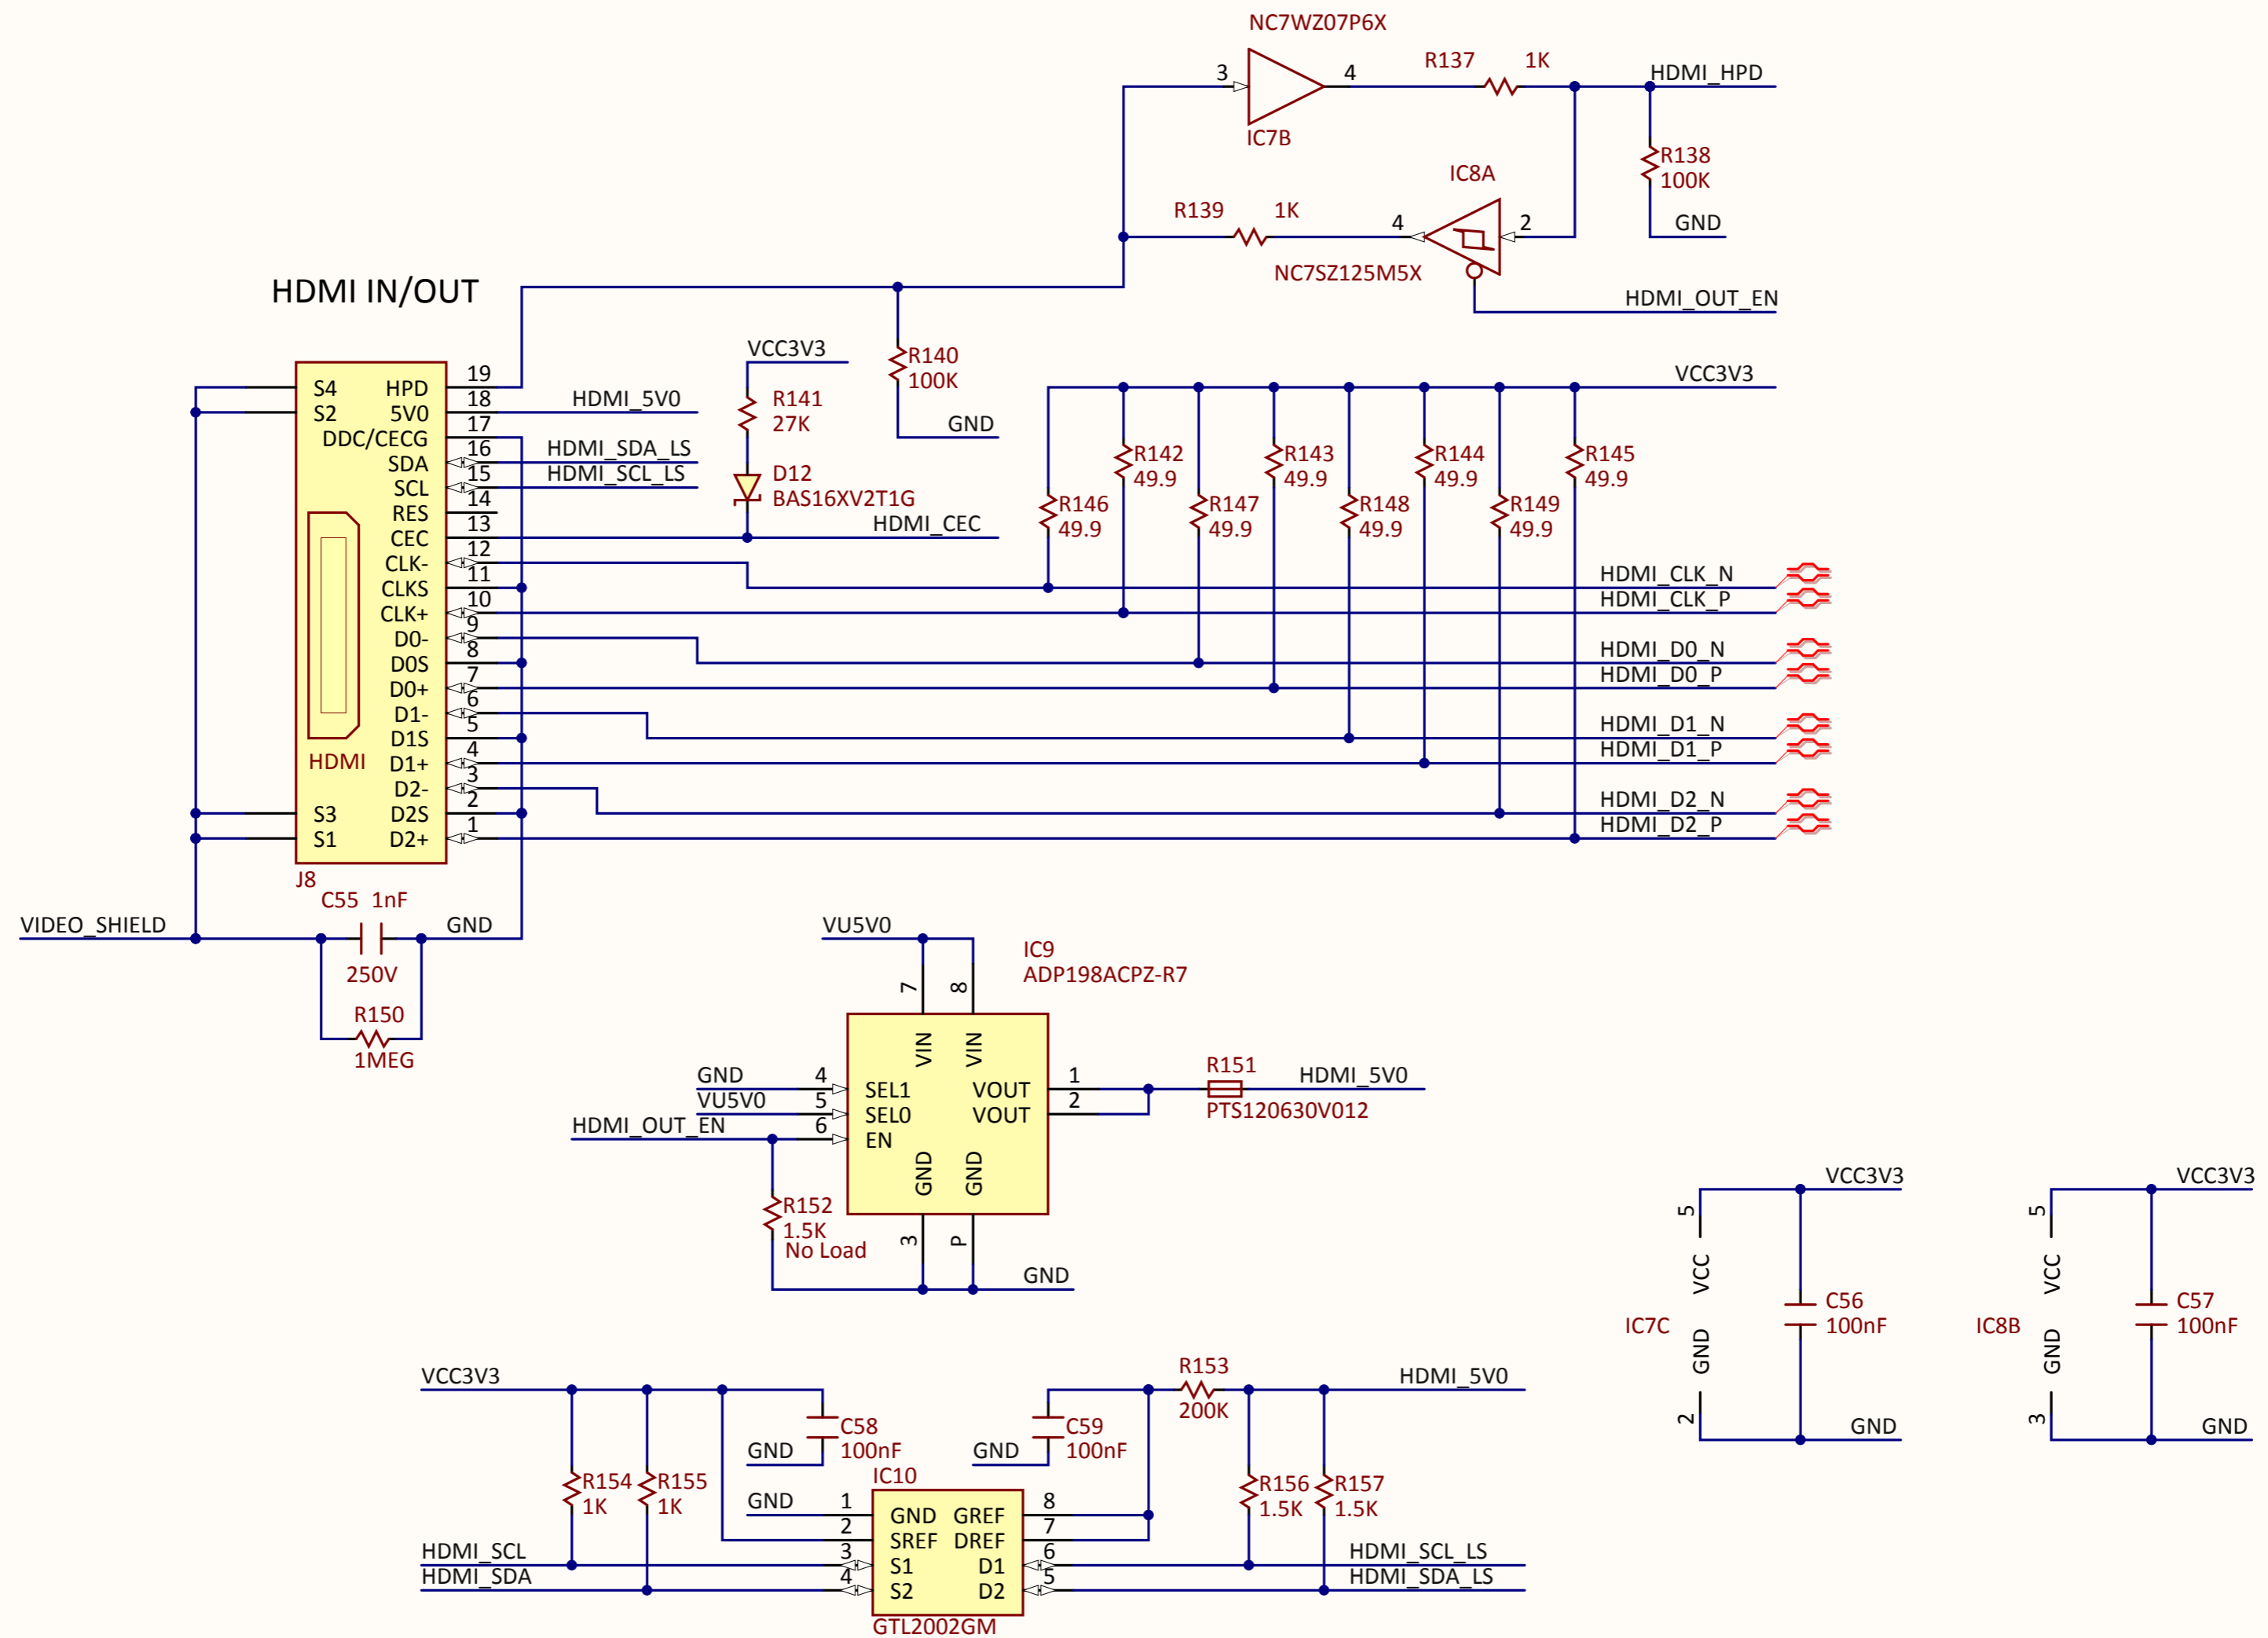 NC7WZ07P6X
3
4
IC7B
R137 1K
HDMI_HPD
R138
100K
GND
IC8A
R139 1K
4
2
NC7SZ125M5X
HDMI_OUT_EN
HDMI IN/OUT
S4 HPD 19
S2 5V0 18
HDMI_5V0
DDC/CECG 17
SDA 16
HDMI_SDA_LS
SCL 15
HDMI_SCL_LS
RES 14
CEC 13
CLK- 12
CLKS 11
CLK+ 10
D0- 9
D0S 8
D0+ 7
D1- 6
D1S 5
HDMI D1+ 4
D2- 3
S3 D2S 2
S1 D2+ 1
J8
VCC3V3
R141
27K
D12
BAS16XV2T1G
HDMI_CEC
R140
100K
GND
VCC3V3
R142
49.9
R143
49.9
R144
49.9
R145
49.9
R146
49.9
R147
49.9
R148
49.9
R149
49.9
HDMI_CLK_N
HDMI_CLK_P
HDMI_D0_N
HDMI_D0_P
HDMI_D1_N
HDMI_D1_P
HDMI_D2_N
HDMI_D2_P
C55 1nF
VIDEO_SHIELD
GND
250V
R150
1MEG
VU5V0
IC9
ADP198ACPZ-R7
7
8
VIN
VIN
GND 4 SEL1
VU5V0 5 SEL0
HDMI_OUT_EN 6 EN
VOUT 1
VOUT 2
R151
PTS120630V012
HDMI_5V0
GND
GND
3
P
R152
1.5K
No Load
GND
VCC3V3
5
VCC
IC7C
GND
2
C56
100nF
GND
VCC3V3
5
VCC
IC8B
GND
3
C57
100nF
GND
VCC3V3
C58
100nF
GND
R154
1K
R155
1K
R153
200K
HDMI_5V0
C59
100nF
GND
R156
1.5K
R157
1.5K
IC10
GND 1 GND GREF 8
2 SREF DREF 7
HDMI_SCL 3 S1 D1 6 HDMI_SCL_LS
HDMI_SDA 4 S2 D2 5 HDMI_SDA_LS
GTL2002GM